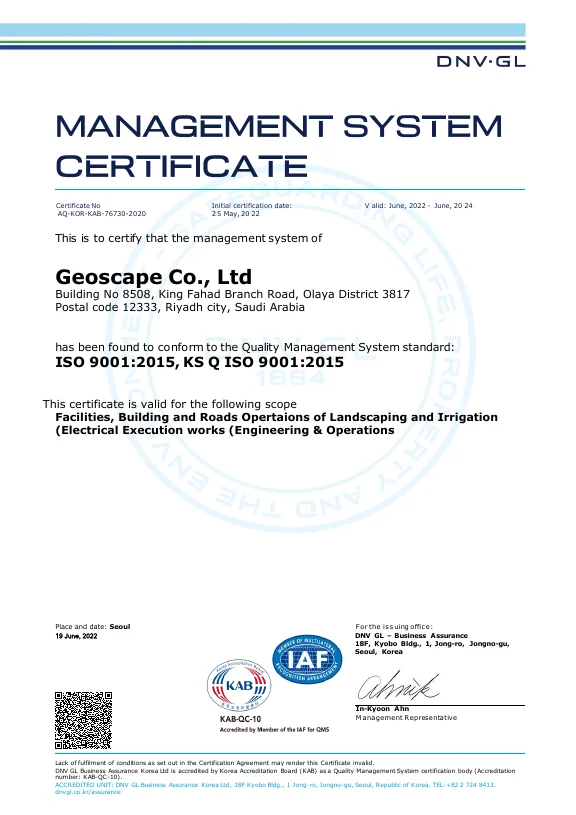 DNV·GL
MANAGEMENT SYSTEM
CERTIFICATE
Certificate No
AQ-KOR-KAB-76730-2020
Initial certification date:
25 May, 20 22
Valid: June, 2022 - June, 20 24
This is to certify that the management system of
Geoscape Co., Ltd
Building No 8508, King Fahad Branch Road, Olaya District 3817
Postal code 12333, Riyadh city, Saudi Arabia
has been found to conform to the Quality Management System standard:
ISO 9001:2015, KS Q ISO 9001:2015
This certificate is valid for the following scope
Facilities, Building and Roads Opertaions of Landscaping and Irrigation
(Electrical Execution works (Engineering & Operations
DNV·GL
1864
SAFEGUARDING LIFE, PROPERTY AND THE ENVIRONMENT
Place and date: Seoul
19 June, 2022
Korea Accreditation Board
KAB
KAB-QC-10
Accredited by Member of the IAF for QMS
MEMBER OF MULTILATERAL
IAF
RECOGNITION ARRANGEMENT
For the issuing office:
DNV GL – Business Assurance
18F, Kyobo Bldg., 1, Jong-ro, Jongno-gu,
Seoul, Korea
In-Kyoon Ahn
Management Representative
Lack of fulfilment of conditions as set out in the Certification Agreement may render this Certificate invalid.
DNV GL Business Assurance Korea Ltd is accredited by Korea Accreditation Board (KAB) as a Quality Management System certification body (Accreditation
number: KAB-QC-10).
ACCREDITED UNIT: DNV GL Business Assurance Korea Ltd, 18F Kyobo Bldg., 1 Jong-ro, Jongno-gu, Seoul, Republic of Korea. TEL:+82 2 724 8413.
dnvgl.co.kr/assurance